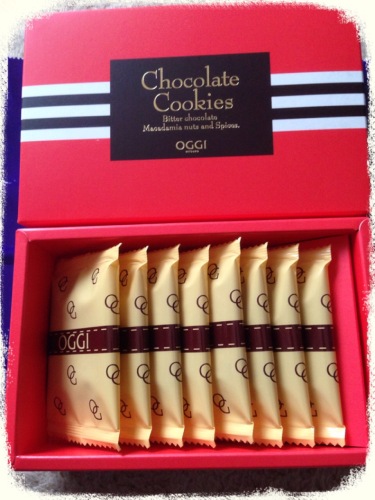 Chocolate
Cookies
Bitter chocolate
Macadamia nuts and Spices.
OGGI
OGGI